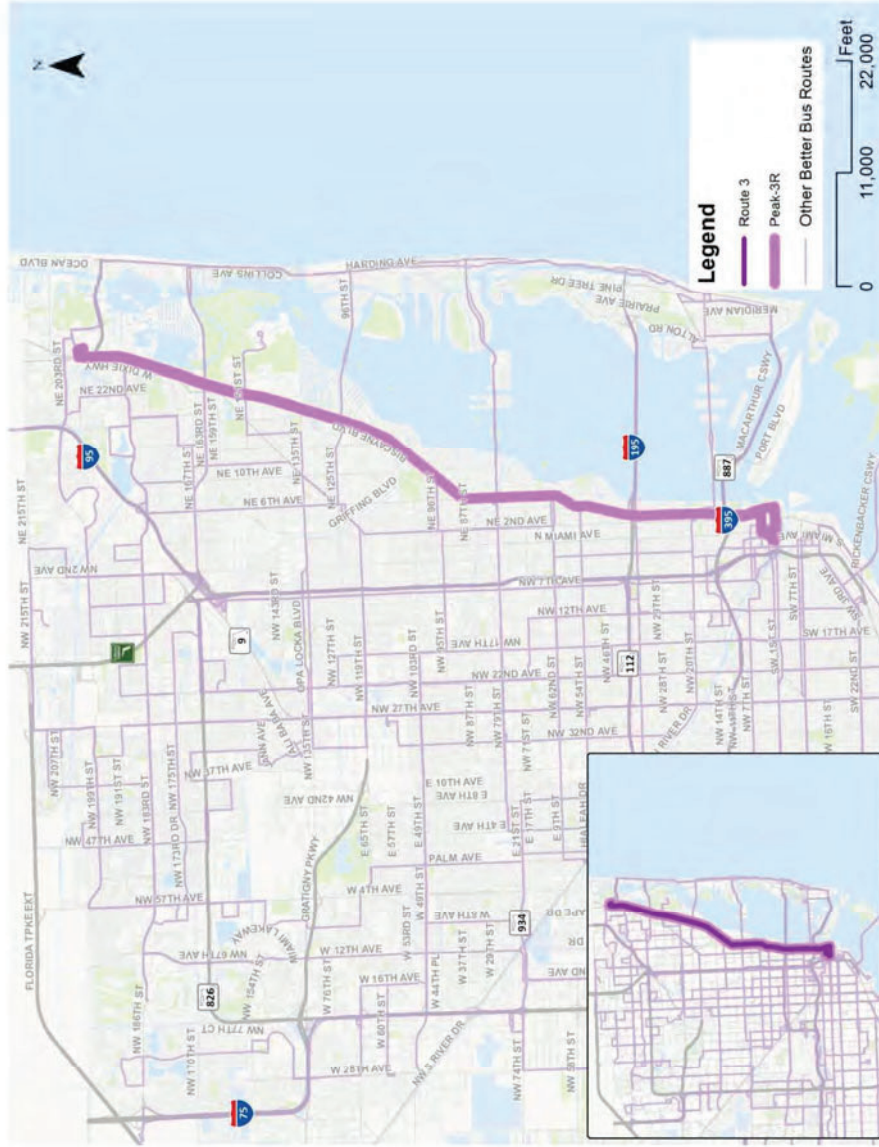 N
OCEAN BLVD
NE 203RD ST
NE 215TH ST
NW 215TH ST
FLORIDA TPKE EXT
W DIXIE HWY
NE 22ND AVE
95
NW 2ND AVE
NW 207TH ST
NW 199TH ST
NW 191ST ST
NW 183RD ST
NW 186TH ST
COLLINS AVE
NE 163RD ST
NE 159TH ST
NE 167TH ST
NW 175TH ST
NW 173RD DR
NW 170TH ST
NW 47TH AVE
NW 57TH AVE
NW 37TH AVE
NW 27TH AVE
826
NE 10TH AVE
NE 6TH AVE
NE 135TH ST
NE 125TH ST
GRIFFING BLVD
BISCAYNE BLVD
NW 143RD ST
9
ALI BABA AVE
OPA LOCKA BLVD
NW 135TH ST
NW 127TH ST
NW 119TH ST
NW 42ND AVE
GRATIGNY PKWY
MIAMI LAKEWAY
NW 67TH AVE
NW 154TH ST
NW 77TH CT
75
HARDING AVE
96TH ST
NE 96TH ST
NE 87TH ST
NE 2ND AVE
N MIAMI AVE
NW 7TH AVE
NW 12TH AVE
NW 17TH AVE
NW 22ND AVE
NW 32ND AVE
NW 103RD ST
NW 95TH ST
NW 87TH ST
NW 79TH ST
NW 71ST ST
NW 62ND ST
NW 54TH ST
NW 46TH ST
E 65TH ST
E 57TH ST
E 49TH ST
E 10TH AVE
E 8TH AVE
E 4TH AVE
PALM AVE
W 4TH AVE
W 8TH AVE
W 12TH AVE
W 16TH AVE
W 28TH AVE
W 76TH ST
W 60TH ST
W 53RD ST
W 49TH ST
W 44TH PL
W 37TH ST
W 29TH ST
E 21ST ST
E 17TH ST
E 9TH ST
934
NW 3 RIVER DR
NW 74TH ST
NW 58TH ST
PINE TREE DR
PRAIRIE AVE
ALTON RD
MERIDIAN AVE
195
112
NW 29TH ST
NW 28TH ST
NW 20TH ST
NW 14TH ST
NW 7TH ST
887
395
MACARTHUR CSWY
PORT BLVD
RICKENBACKER CSWY
S MIAMI AVE
SW 3RD AVE
SW 7TH ST
SW 1ST ST
SW 17TH AVE
SW 22ND ST
Legend
Route 3
Peak-3R
Other Better Bus Routes
0 11,000 22,000
Feet